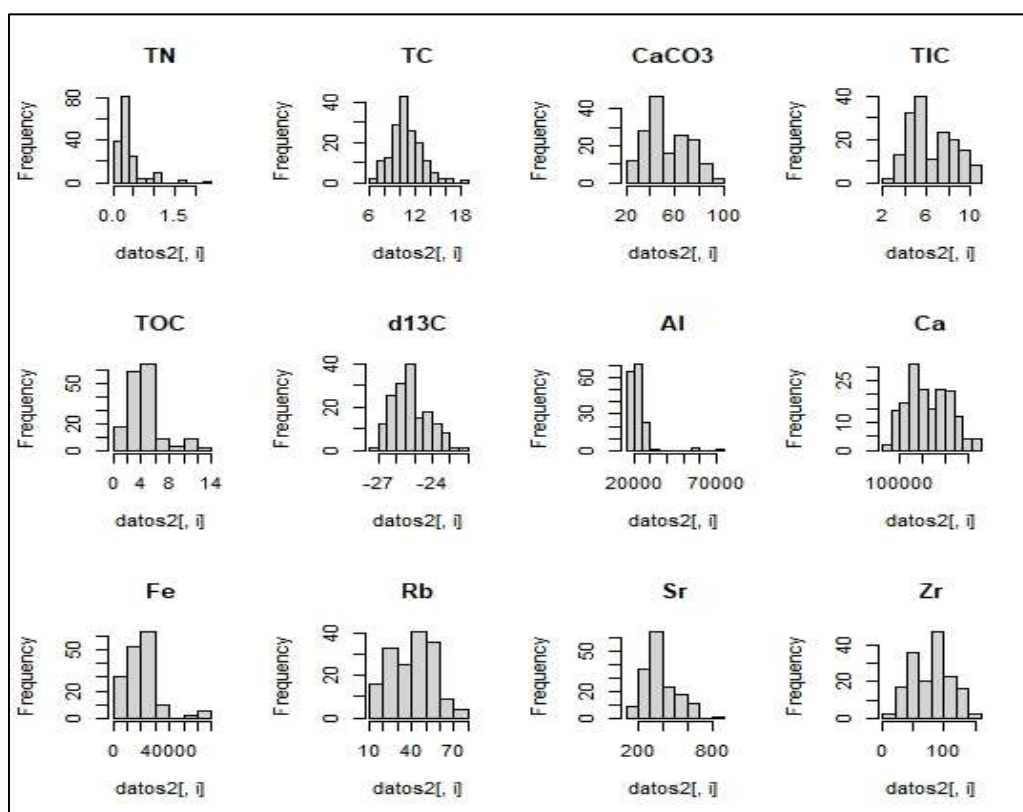 TN TC CaCO3 TIC
Frequency Frequency Frequency Frequency
0 40 80 0 20 40 0 20 40 0 20 40
0.0 1.5 6 12 18 20 60 100 2 6 10
datos2[, i] datos2[, i] datos2[, i] datos2[, i]
TOC d13C Al Ca
Frequency Frequency Frequency Frequency
0 20 50 0 20 40 0 30 60 0 10 25
0 4 8 14 -27 -24 20000 70000 100000
datos2[, i] datos2[, i] datos2[, i] datos2[, i]
Fe Rb Sr Zr
Frequency Frequency Frequency Frequency
0 20 50 0 20 40 0 20 50 0 20 40
0 40000 10 40 70 200 800 0 100
datos2[, i] datos2[, i] datos2[, i] datos2[, i]